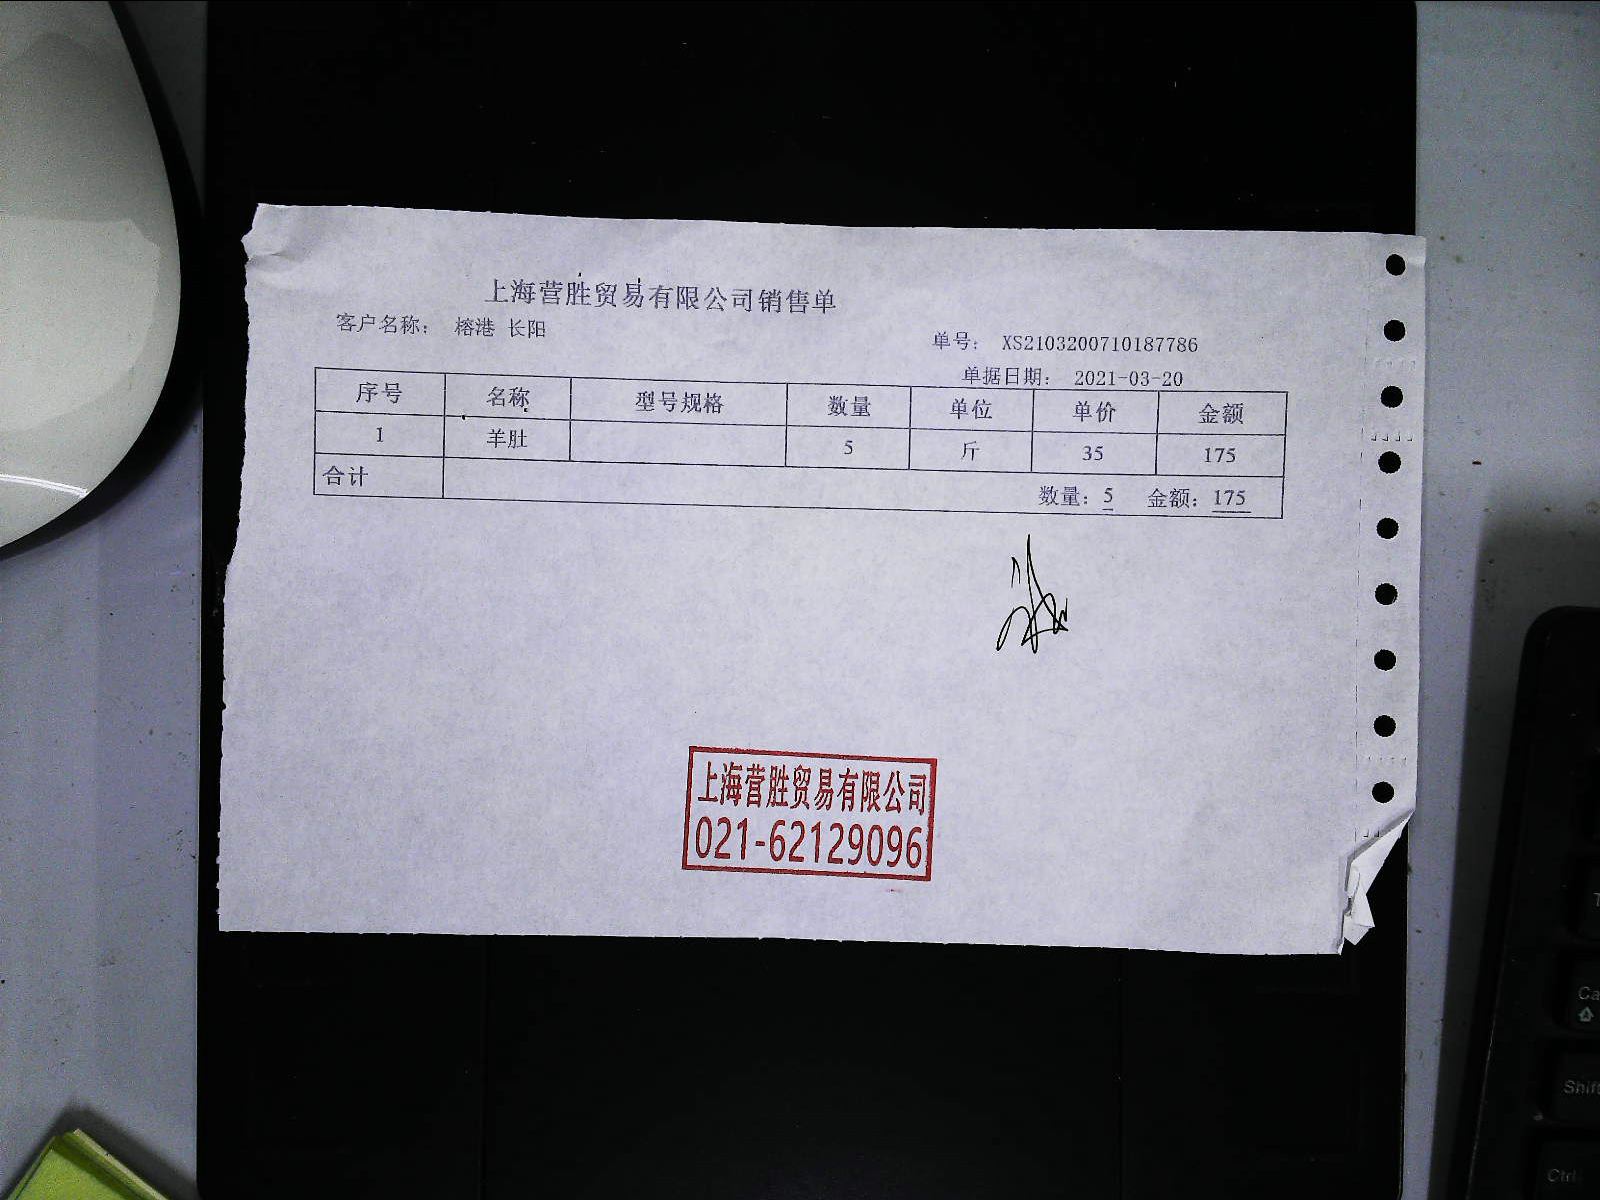 上海营胜贸易有限公司销售单
客户名称： 榕港 长阳
单号： XS2103200710187786
单据日期： 2021-03-20
序号 名称 型号规格 数量 单位 单价 金额
1 羊肚 5 斤 35 175
合计 数量：5 金额：175
上海营胜贸易有限公司
021-62129096
Shift
Ctrl